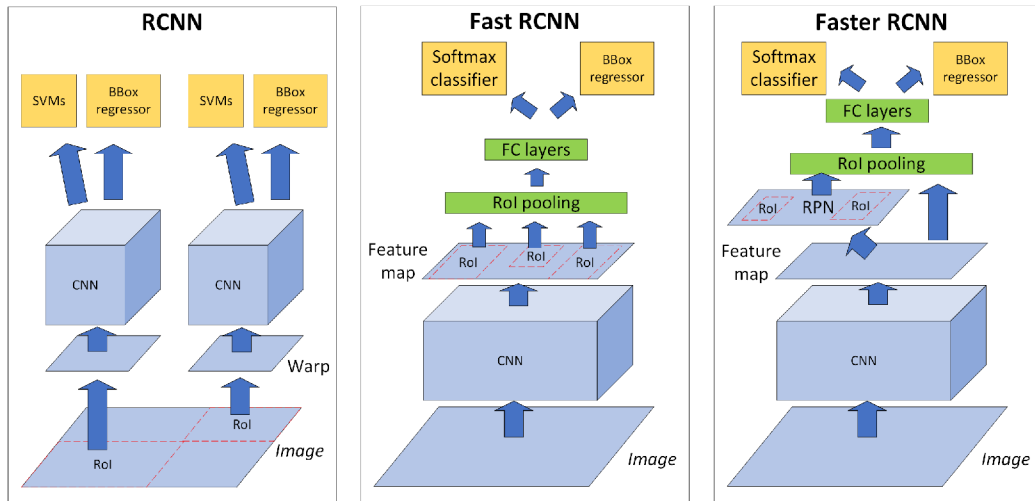 RCNN
SVMs
BBox
regressor
SVMs
BBox
regressor
CNN
CNN
Warp
RoI
RoI
Image
Fast RCNN
Softmax
classifier
BBox
regressor
FC layers
RoI pooling
Feature
map
RoI
RoI
RoI
CNN
Image
Faster RCNN
Softmax
classifier
BBox
regressor
FC layers
RoI pooling
RoI
RPN
RoI
Feature
map
CNN
Image